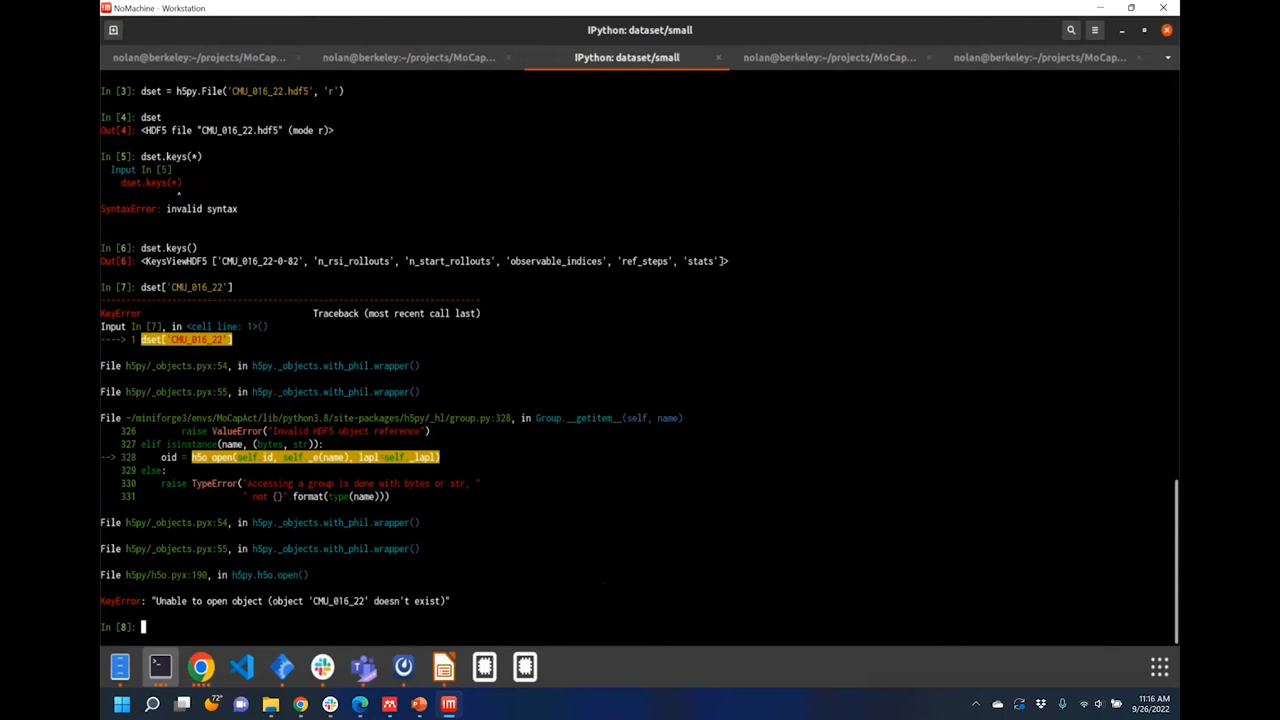 NoMachine - Workstation
IPython: dataset/small
nolan@berkeley:~/projects/MoCap... nolan@berkeley:~/projects/MoCap... IPython: dataset/small nolan@berkeley:~/projects/MoCap... nolan@berkeley:~/projects/MoCap...
In [3]: dset = h5py.File('CMU_016_22.hdf5', 'r')
In [4]: dset
Out[4]: <HDF5 file "CMU_016_22.hdf5" (mode r)>
In [5]: dset.keys(*)
Input In [5]
dset.keys(*)
^
SyntaxError: invalid syntax
In [6]: dset.keys()
Out[6]: <KeysViewHDF5 ['CMU_016_22-0-82', 'n_rsi_rollouts', 'n_start_rollouts', 'observable_indices', 'ref_steps', 'stats']>
In [7]: dset['CMU_016_22']
---------------------------------------------------------------------------
KeyError Traceback (most recent call last)
Input In [7], in <cell line: 1>()
----> 1 dset['CMU_016_22']
File h5py/_objects.pyx:54, in h5py._objects.with_phil.wrapper()
File h5py/_objects.pyx:55, in h5py._objects.with_phil.wrapper()
File ~/miniforge3/envs/MoCapAct/lib/python3.8/site-packages/h5py/_hl/group.py:328, in Group.__getitem__(self, name)
326 raise ValueError("Invalid HDF5 object reference")
327 elif isinstance(name, (bytes, str)):
--> 328 oid = h5o.open(self.id, self._e(name), lapl=self._lapl)
329 else:
330 raise TypeError("Accessing a group is done with bytes or str, "
331 " not {}".format(type(name)))
File h5py/_objects.pyx:54, in h5py._objects.with_phil.wrapper()
File h5py/_objects.pyx:55, in h5py._objects.with_phil.wrapper()
File h5py/h5o.pyx:190, in h5py.h5o.open()
KeyError: "Unable to open object (object 'CMU_016_22' doesn't exist)"
In [8]:
72°
11:16 AM
9/26/2022